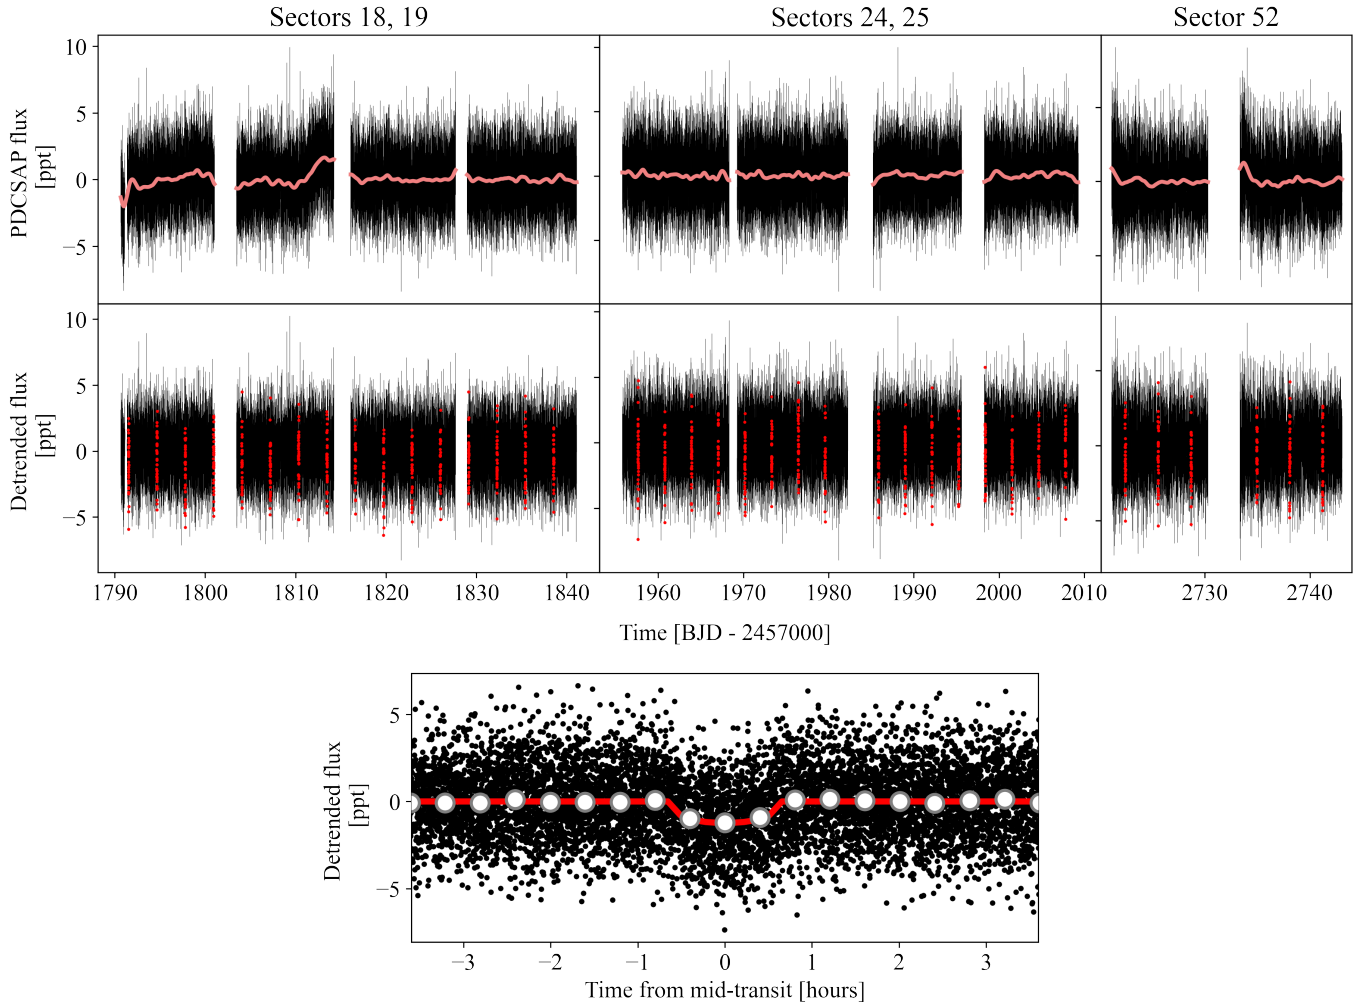 Sectors 18, 19
Sectors 24, 25
Sector 52
PDCSAP flux
[ppt]
10
5
0
−5
Detrended flux
[ppt]
10
5
0
−5
1790
1800
1810
1820
1830
1840
1960
1970
1980
1990
2000
2010
2730
2740
Time [BJD - 2457000]
Detrended flux
[ppt]
5
0
−5
−3
−2
−1
0
1
2
3
Time from mid-transit [hours]